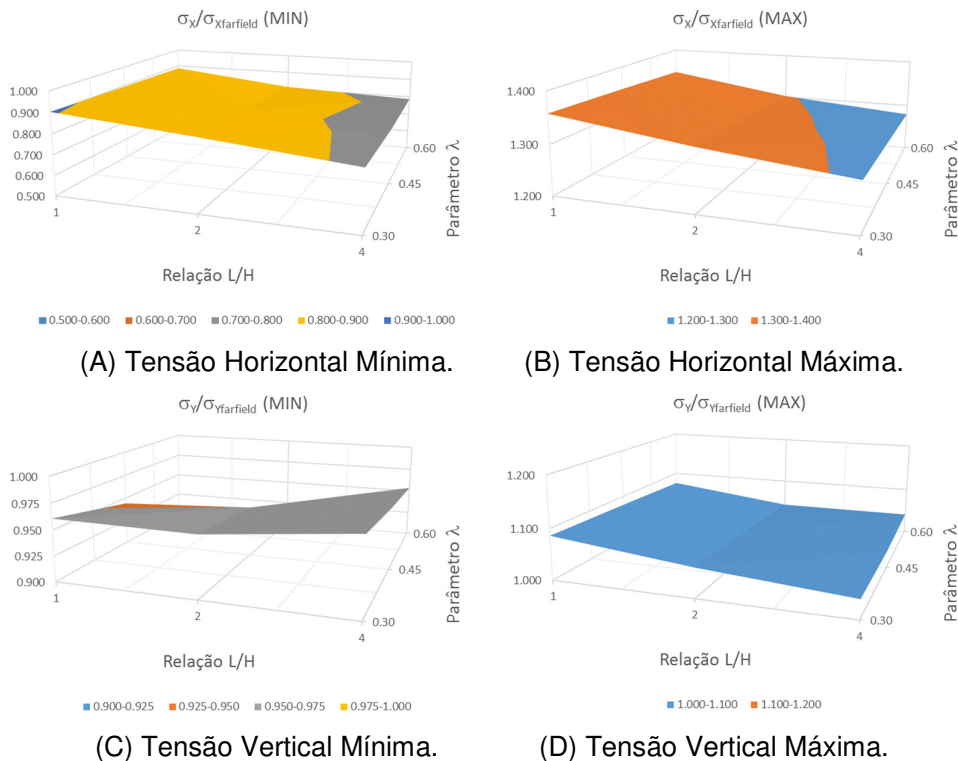 σX/σXfarfield (MIN)
1.000
0.900
0.800
0.700
0.600
0.500
1
2
4
0.30
0.45
0.60
Parâmetro λ
Relação L/H
0.500-0.600 0.600-0.700 0.700-0.800 0.800-0.900 0.900-1.000
(A) Tensão Horizontal Mínima.
σX/σXfarfield (MAX)
1.400
1.300
1.200
1
2
4
0.30
0.45
0.60
Parâmetro λ
Relação L/H
1.200-1.300 1.300-1.400
(B) Tensão Horizontal Máxima.
σY/σYfarfield (MIN)
1.000
0.975
0.950
0.925
0.900
1
2
4
0.30
0.45
0.60
Parâmetro λ
Relação L/H
0.900-0.925 0.925-0.950 0.950-0.975 0.975-1.000
(C) Tensão Vertical Mínima.
σY/σYfarfield (MAX)
1.200
1.100
1.000
1
2
4
0.30
0.45
0.60
Parâmetro λ
Relação L/H
1.000-1.100 1.100-1.200
(D) Tensão Vertical Máxima.